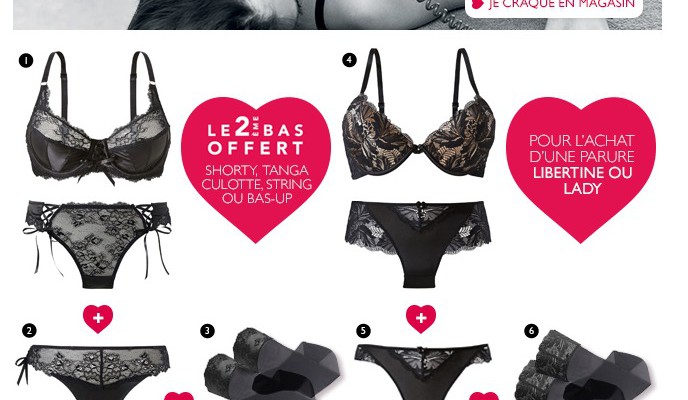 JE CRAQUE EN MAGASIN
1
4
LE 2ÈME BAS
OFFERT
SHORTY, TANGA
CULOTTE, STRING
OU BAS-UP
POUR L'ACHAT
D'UNE PARURE
LIBERTINE OU
LADY
+
+
2
3
5
6